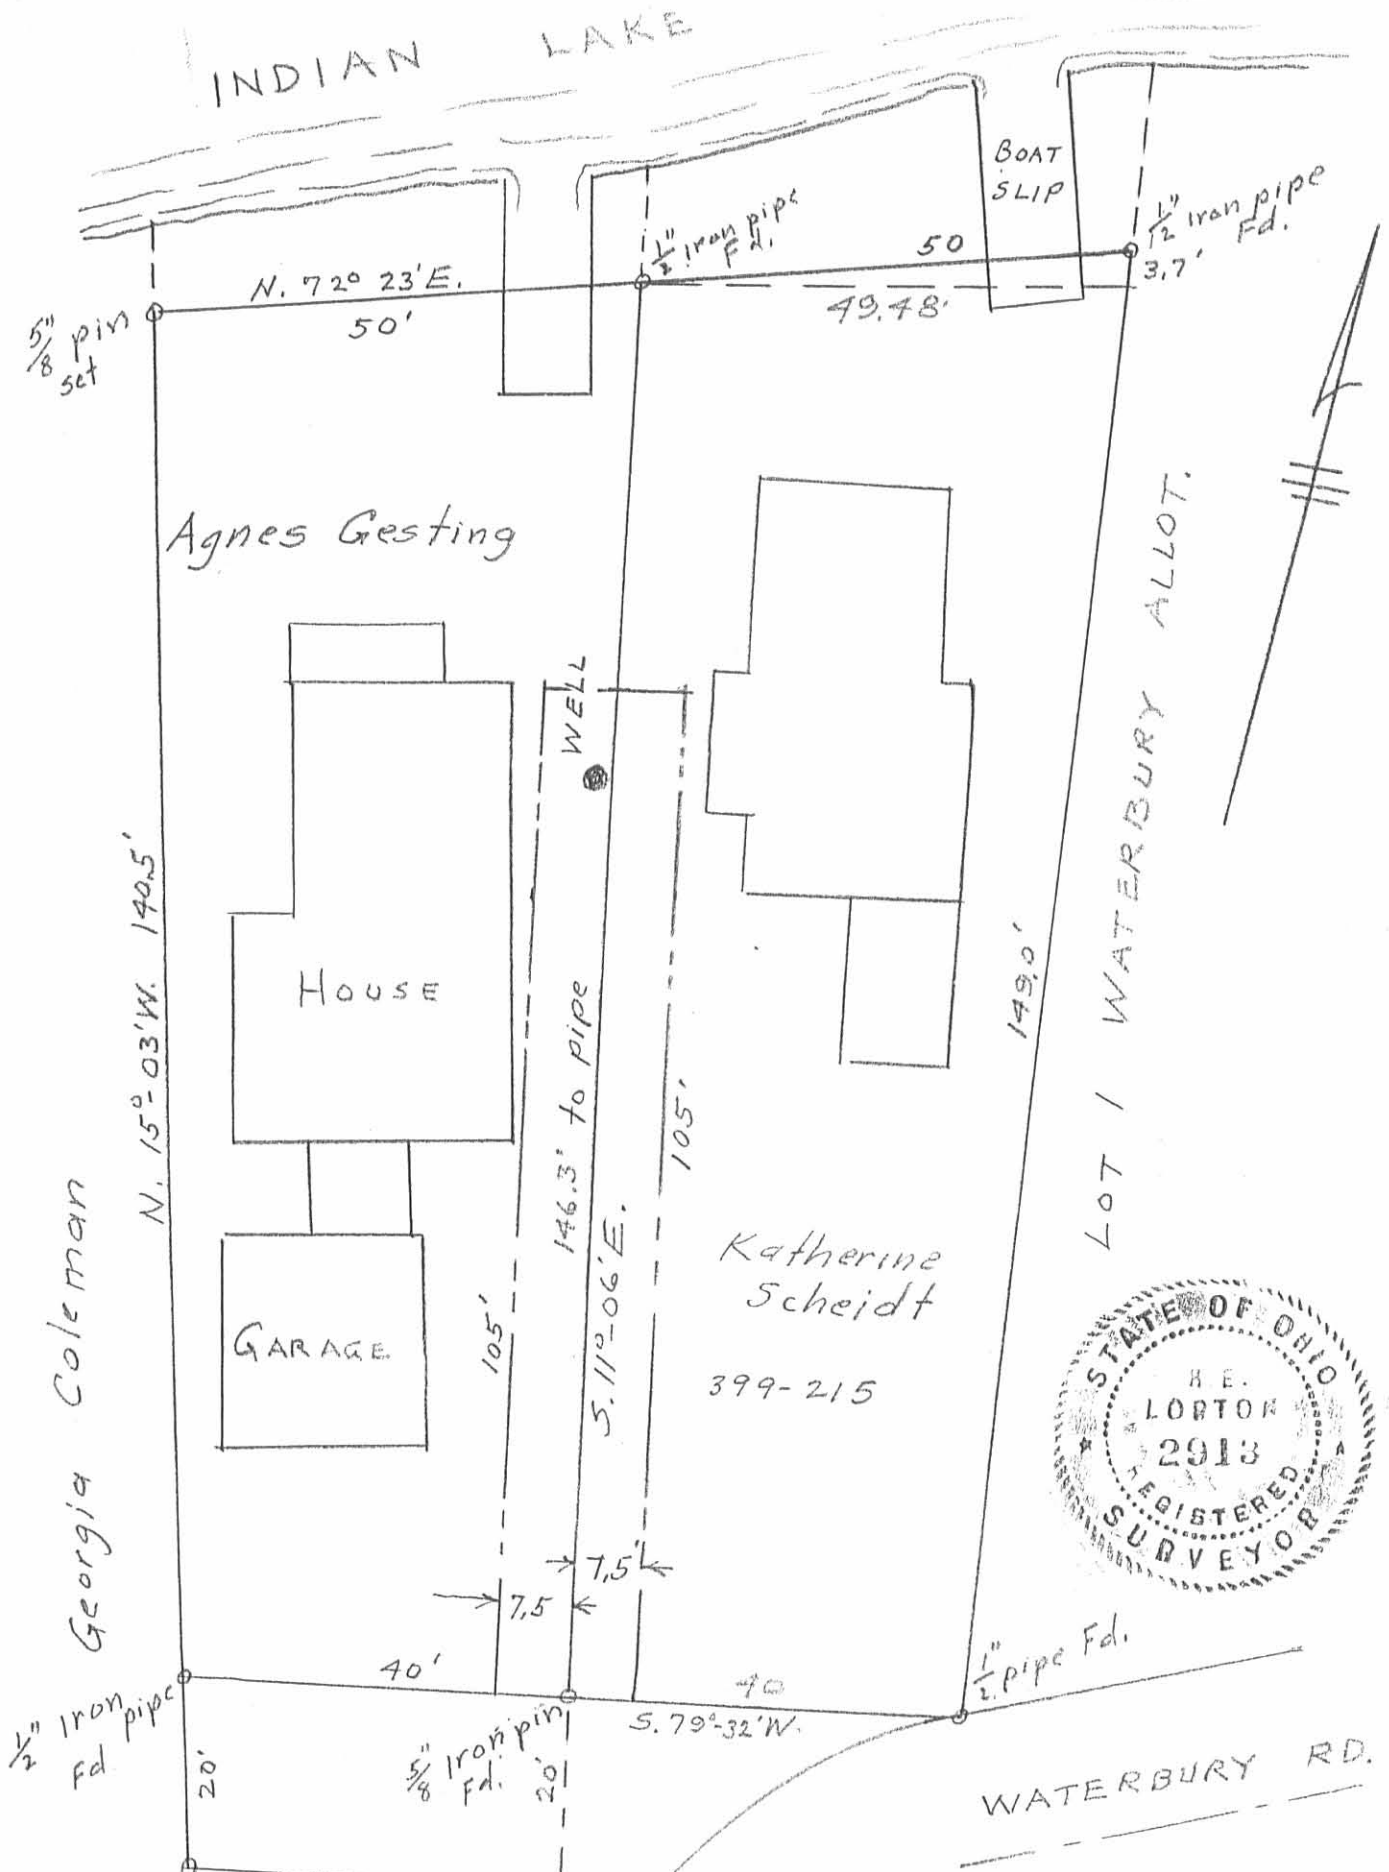 INDIAN LAKE
BOAT
SLIP
1/2" Iron pipe
Fd.
1/2" Iron pipe
Fd.
50
3.7'
N. 72° 23' E.
50'
49.48'
5/8" pin
set
Agnes Gesting
WELL
LOT 1 WATERBURY ALLOT.
N. 15°-03' W. 140.5'
HOUSE
146.3' to pipe
S. 11°-06' E.
105'
149.0'
Katherine
Scheidt
399-215
GARAGE
105'
Georgia Coleman
STATE OF OHIO
LORTON
2913
REGISTERED
SURVEYOR
7.5'
7.5
40'
40
S. 79°-32' W.
1/2" pipe Fd.
1/2" Iron pipe
Fd
5/8" Iron pin
Fd.
20'
20'
WATERBURY RD.